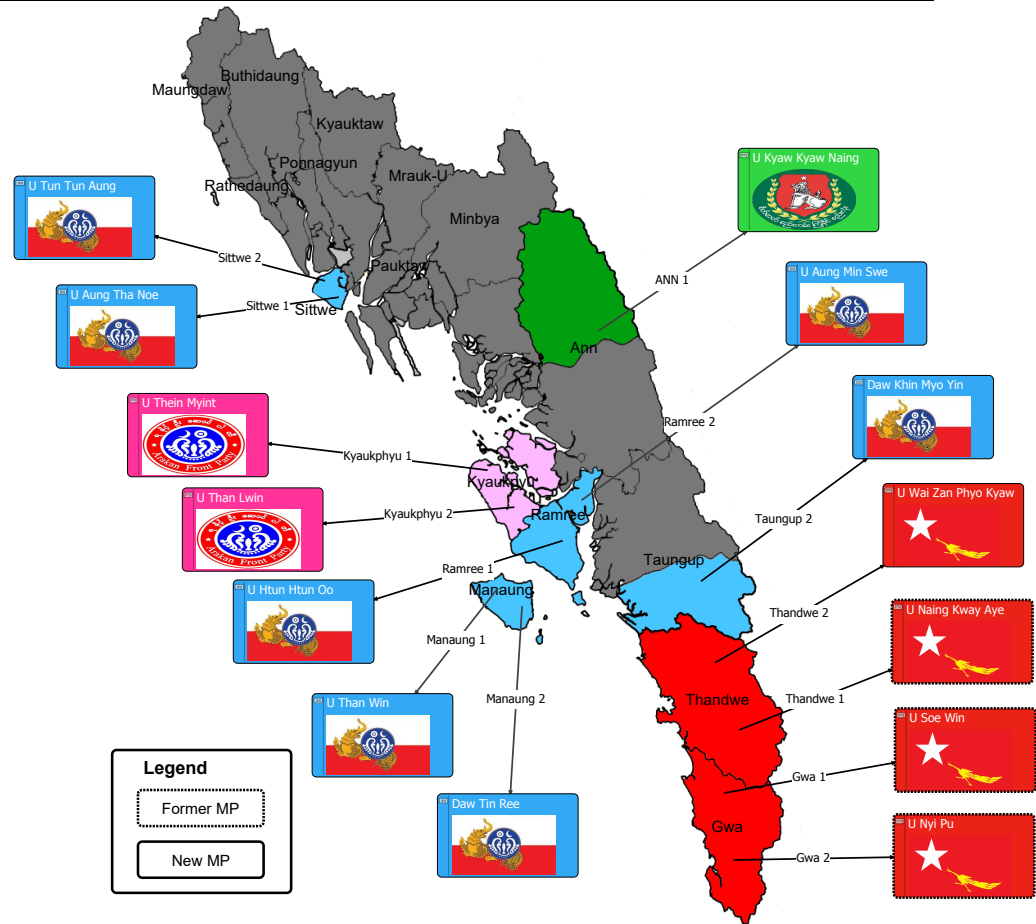 Buthidaung
Maungdaw
Kyauktaw
Ponnagyun
Mrauk-U
Rathedaung
Minbya
Pauktaw
Sittwe
Ann
Kyaukpyu
Ramree
Taungup
Manaung
Thandwe
Gwa
U Tun Tun Aung
Sittwe 2
U Aung Tha Noe
Sittwe 1
U Kyaw Kyaw Naing
ANN 1
U Aung Min Swe
Ramree 2
U Thein Myint
Arakan Front Party
Kyaukphyu 1
U Than Lwin
Arakan Front Party
Kyaukphyu 2
Daw Khin Myo Yin
Taungup 2
U Wai Zan Phyo Kyaw
Thandwe 2
U Htun Htun Oo
Ramree 1
U Naing Kway Aye
Thandwe 1
Manaung 1
U Than Win
Manaung 2
Daw Tin Ree
U Soe Win
Gwa 1
U Nyi Pu
Gwa 2
Legend
Former MP
New MP